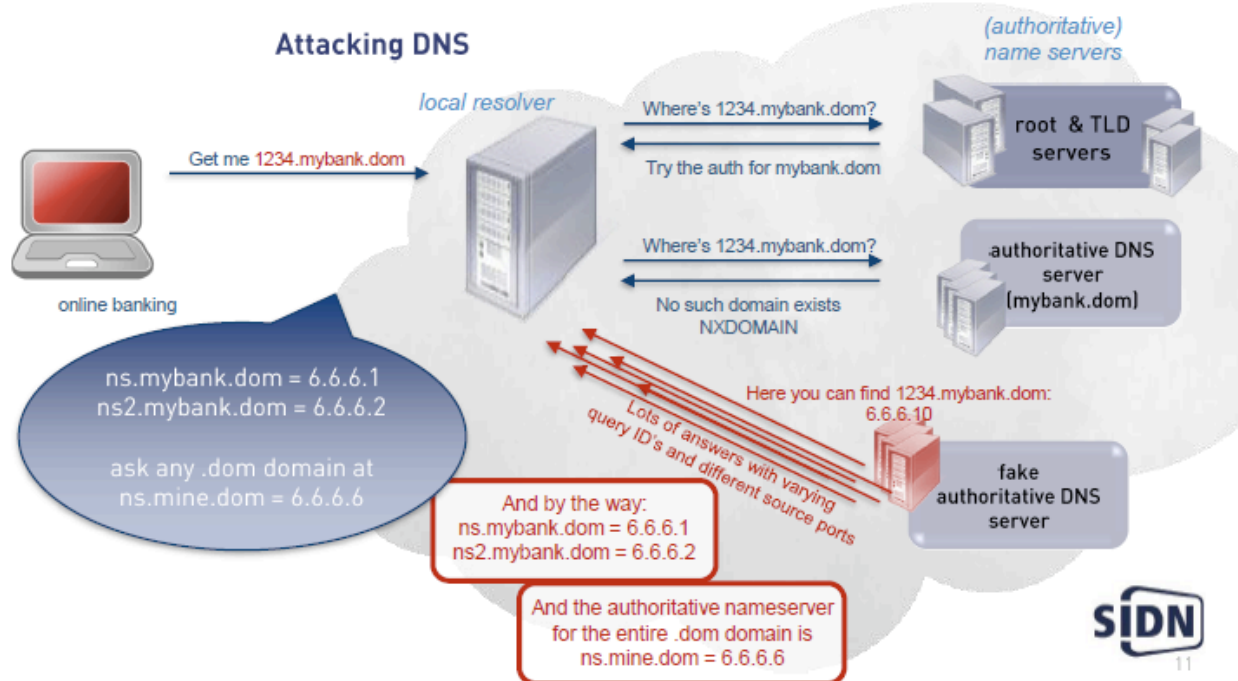 Attacking DNS
(authoritative)
name servers
local resolver
Where's 1234.mybank.dom?
root & TLD
servers
Get me 1234.mybank.dom
Try the auth for mybank.dom
Where's 1234.mybank.dom?
authoritative DNS
server
(mybank.dom)
online banking
No such domain exists
NXDOMAIN
ns.mybank.dom = 6.6.6.1
ns2.mybank.dom = 6.6.6.2
ask any .dom domain at
ns.mine.dom = 6.6.6.6
Here you can find 1234.mybank.dom:
6.6.6.10
Lots of answers with varying
query ID's and different source ports
fake
authoritative DNS
server
And by the way:
ns.mybank.dom = 6.6.6.1
ns2.mybank.dom = 6.6.6.2
And the authoritative nameserver
for the entire .dom domain is
ns.mine.dom = 6.6.6.6
SIDN
11